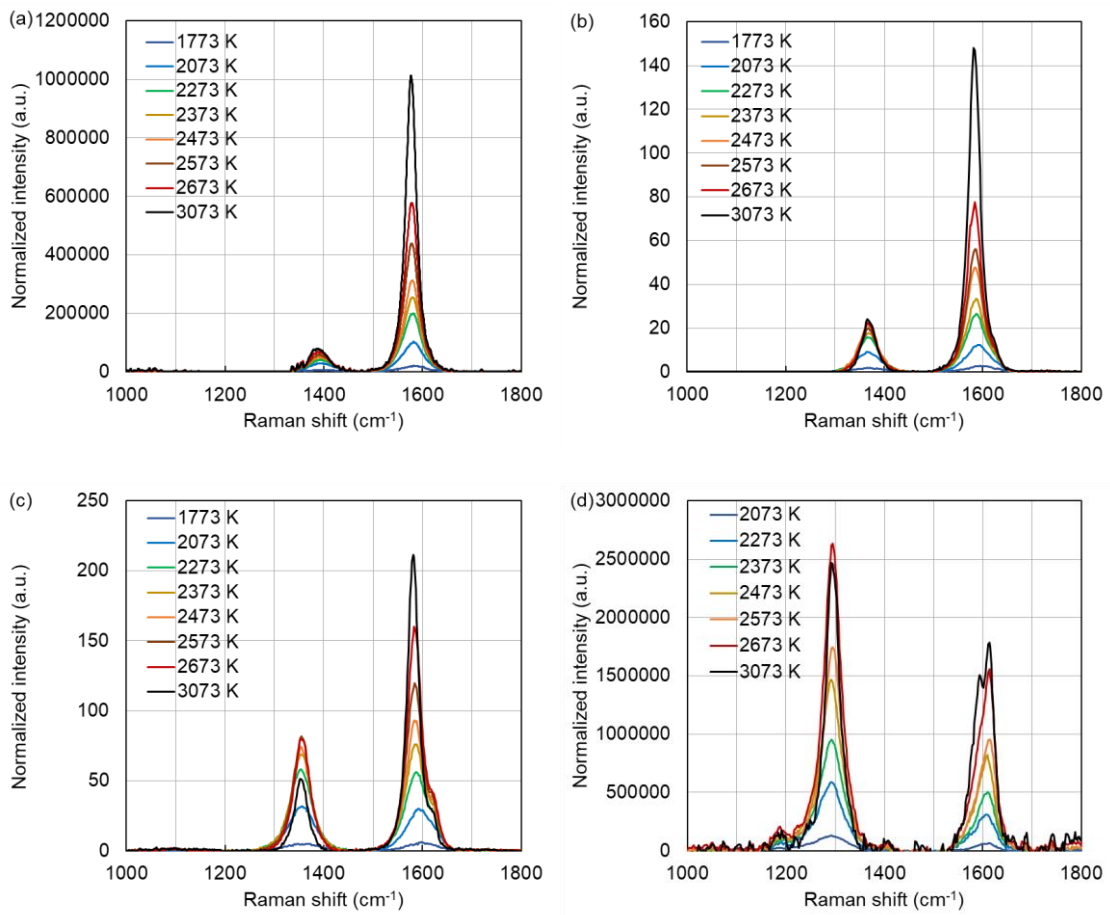 (a)
Normalized intensity (a.u.)
1200000
1000000
800000
600000
400000
200000
0
1773 K
2073 K
2273 K
2373 K
2473 K
2573 K
2673 K
3073 K
1000 1200 1400 1600 1800
Raman shift (cm⁻¹)
(b)
Normalized intensity (a.u.)
160
140
120
100
80
60
40
20
0
1773 K
2073 K
2273 K
2373 K
2473 K
2573 K
2673 K
3073 K
1000 1200 1400 1600 1800
Raman shift (cm⁻¹)
(c)
Normalized intensity (a.u.)
250
200
150
100
50
0
1773 K
2073 K
2273 K
2373 K
2473 K
2573 K
2673 K
3073 K
1000 1200 1400 1600 1800
Raman shift (cm⁻¹)
(d)
Normalized intensity (a.u.)
3000000
2500000
2000000
1500000
1000000
500000
0
2073 K
2273 K
2373 K
2473 K
2573 K
2673 K
3073 K
1000 1200 1400 1600 1800
Raman shift (cm⁻¹)